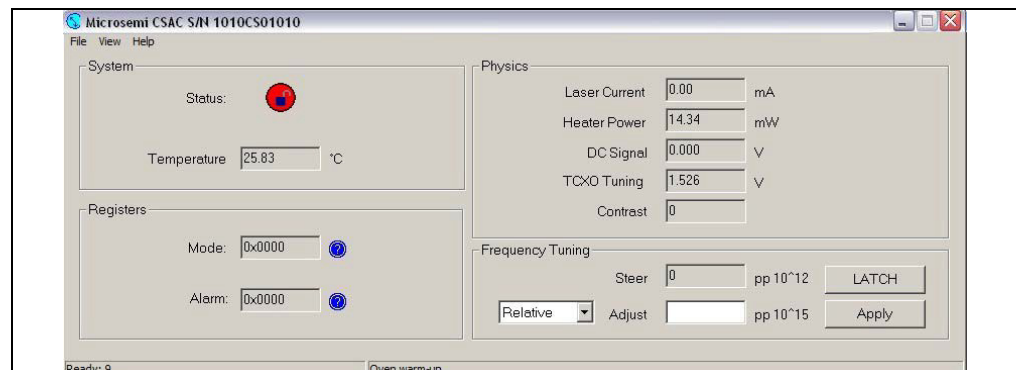 Microsemi CSAC S/N 1010CS01010
File View Help
System
Status:
Temperature 25.83 °C
Registers
Mode: 0x0000 ?
Alarm: 0x0000 ?
Physics
Laser Current 0.00 mA
Heater Power 14.34 mW
DC Signal 0.000 V
TCXO Tuning 1.526 V
Contrast 0
Frequency Tuning
Steer 0 pp 10^12 LATCH
Relative Adjust pp 10^15 Apply
Ready: 9 Oven warm-up